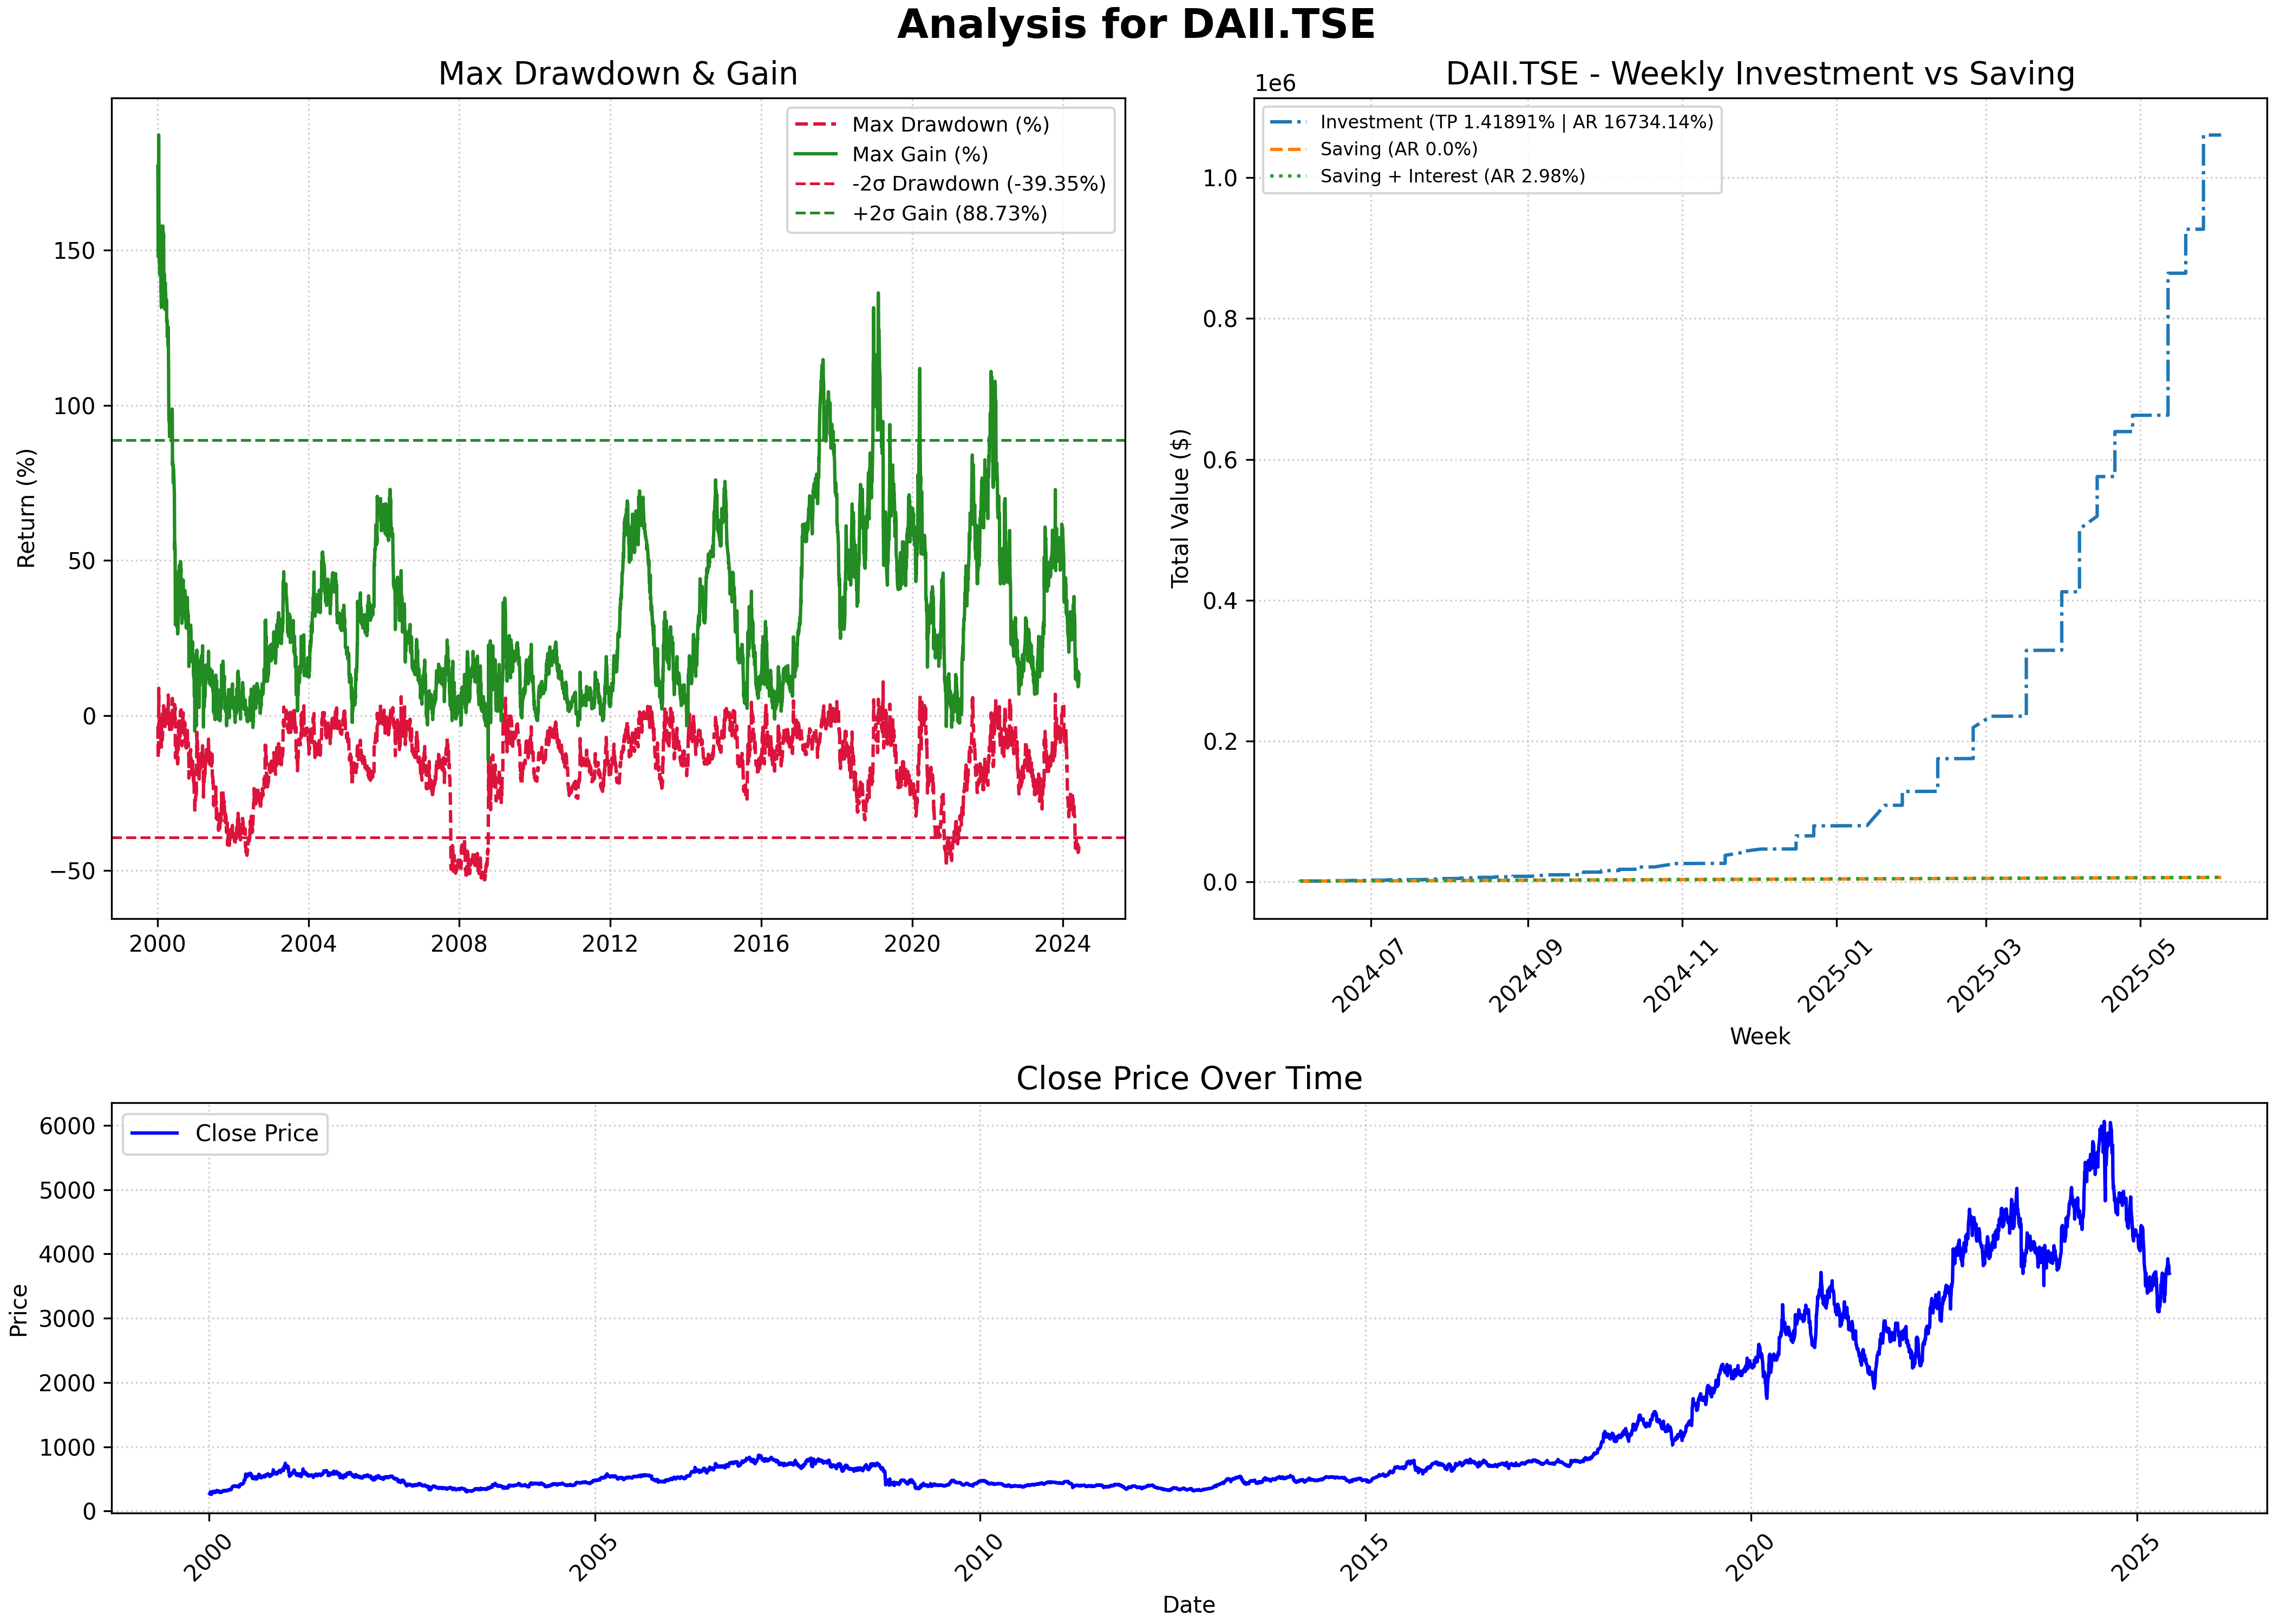 Analysis for DAII.TSE
Max Drawdown & Gain
Return (%)
150
100
50
0
−50
2000
2004
2008
2012
2016
2020
2024
Max Drawdown (%)
Max Gain (%)
-2σ Drawdown (-39.35%)
+2σ Gain (88.73%)
DAII.TSE - Weekly Investment vs Saving
1e6
Total Value ($)
1.0
0.8
0.6
0.4
0.2
0.0
Investment (TP 1.41891% | AR 16734.14%)
Saving (AR 0.0%)
Saving + Interest (AR 2.98%)
2024-07
2024-09
2024-11
2025-01
2025-03
2025-05
Week
Close Price Over Time
Price
6000
5000
4000
3000
2000
1000
0
Close Price
2000
2005
2010
2015
2020
2025
Date